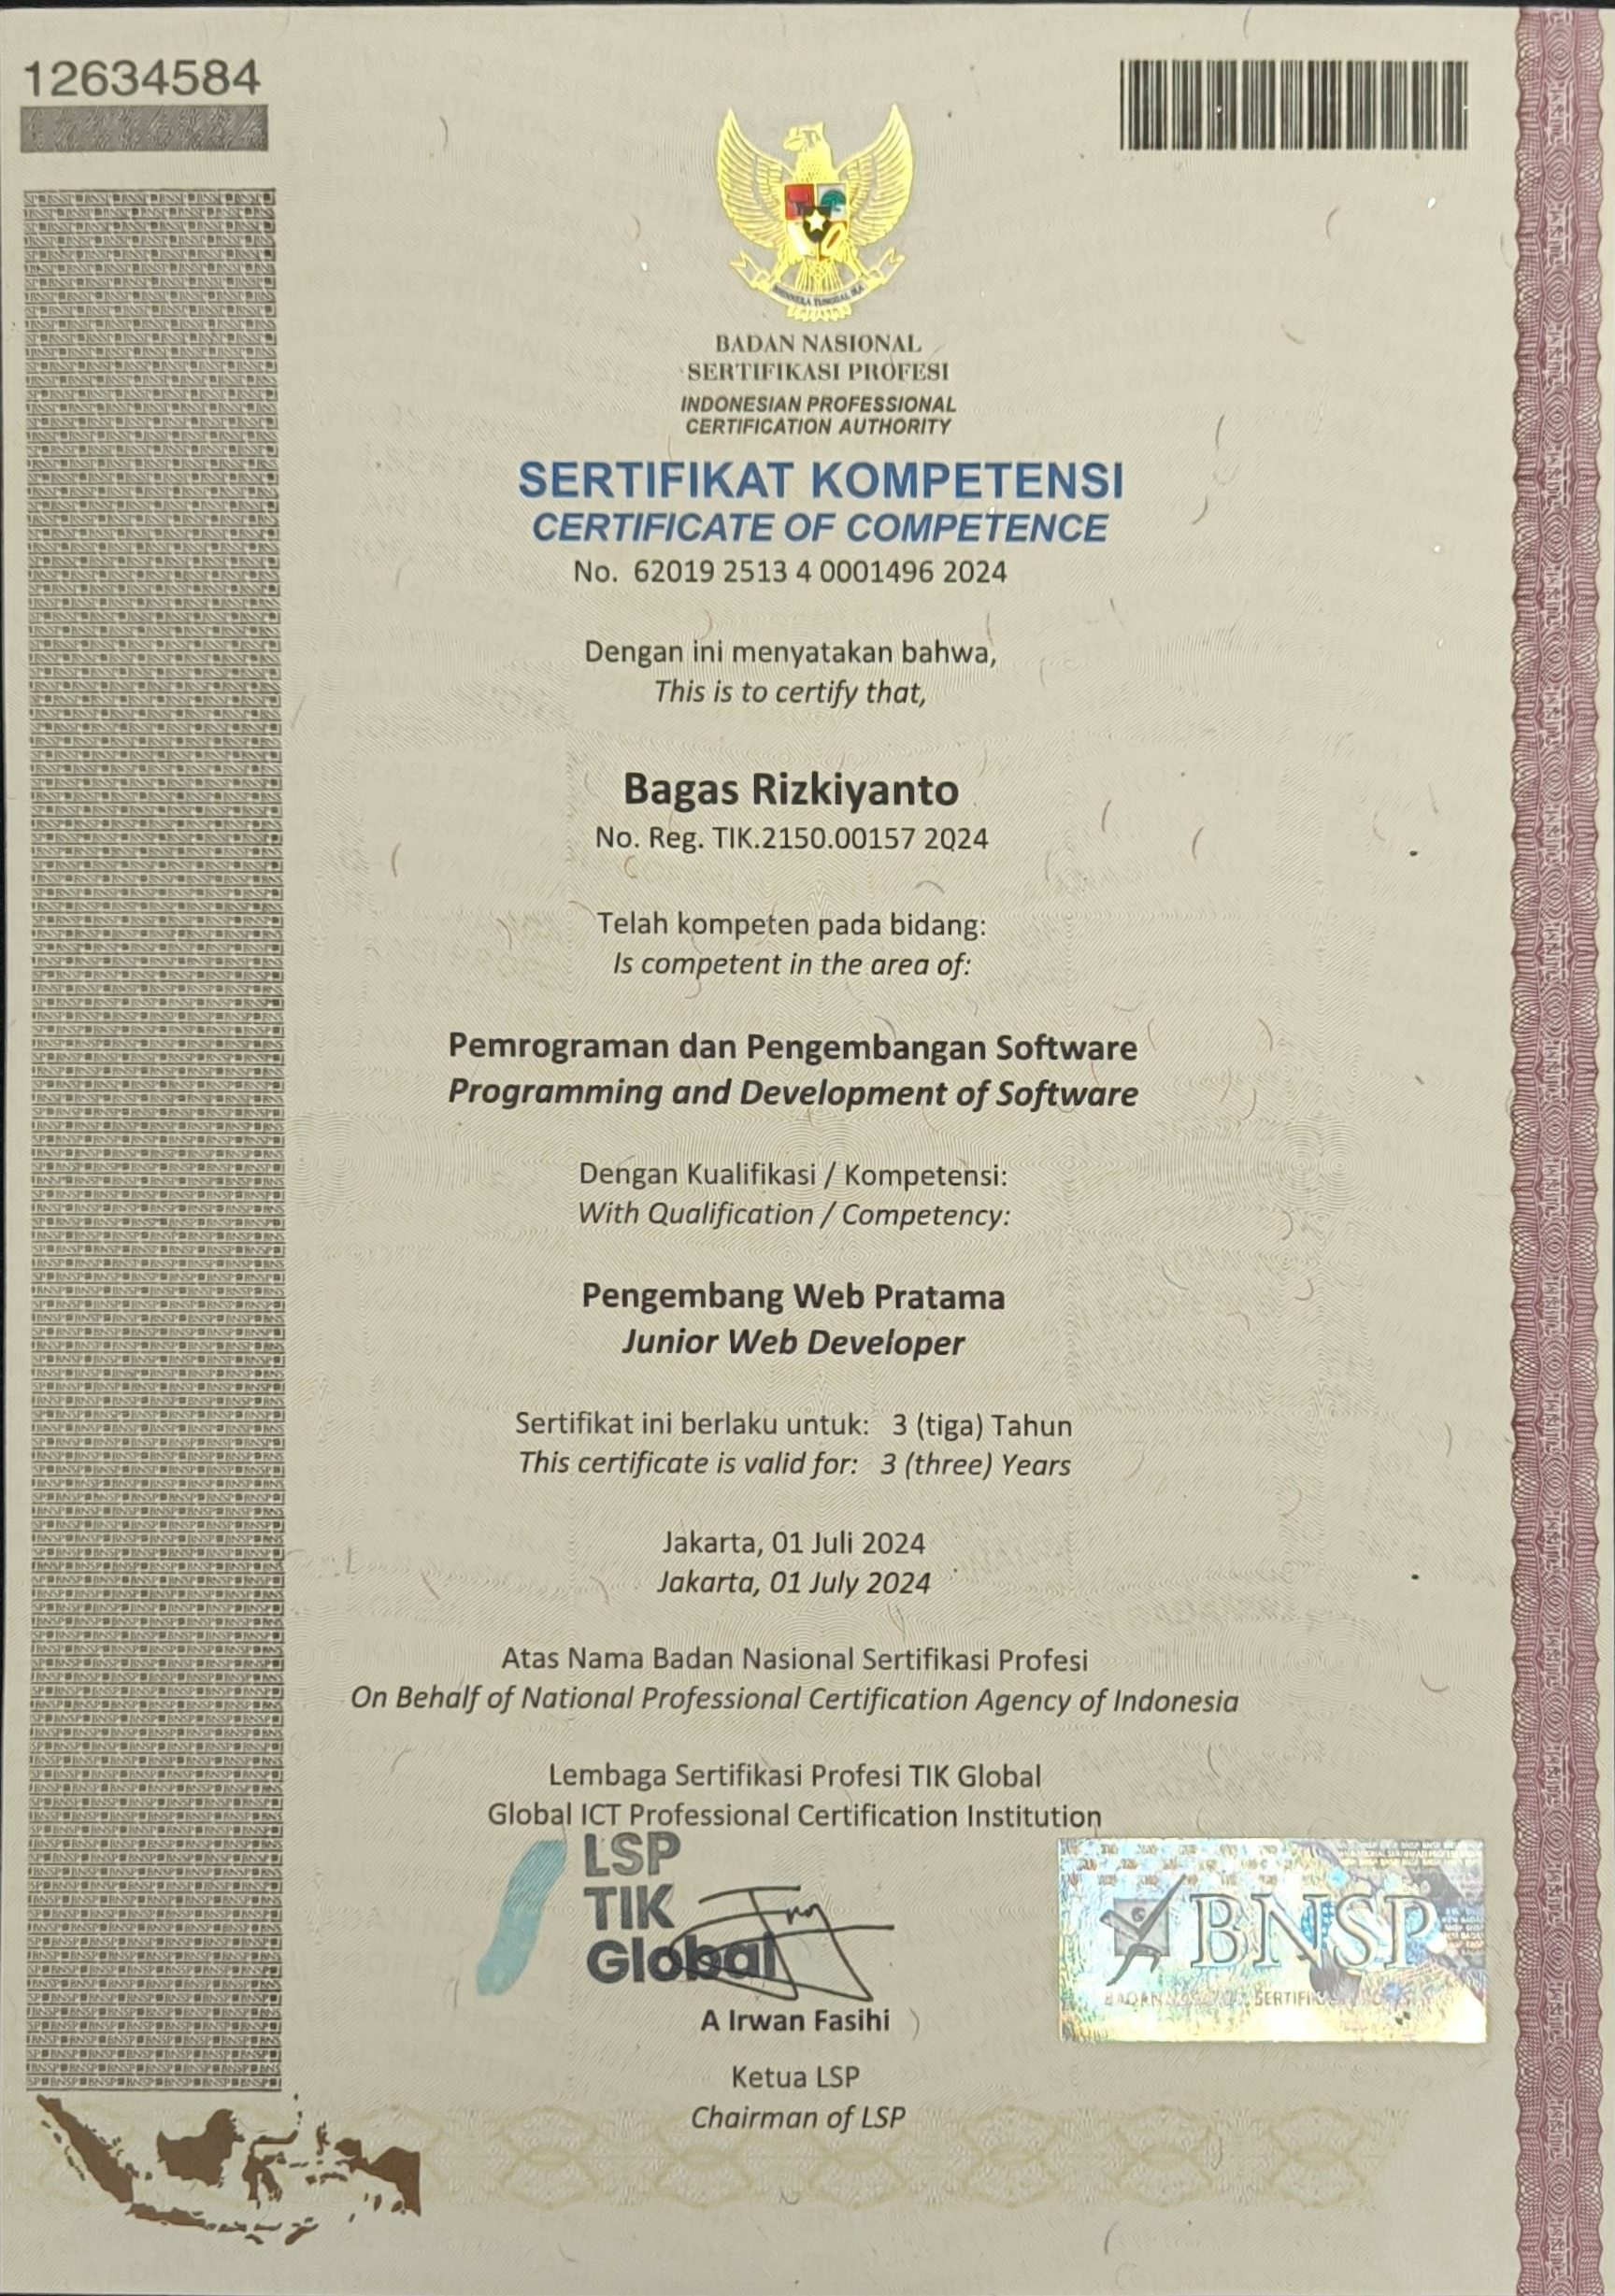 12634584
BHINNEKA TUNGGAL IKA
BADAN NASIONAL
SERTIFIKASI PROFESI
INDONESIAN PROFESSIONAL
CERTIFICATION AUTHORITY
SERTIFIKAT KOMPETENSI
CERTIFICATE OF COMPETENCE
No. 62019 2513 4 0001496 2024
Dengan ini menyatakan bahwa,
This is to certify that,
Bagas Rizkiyanto
No. Reg. TIK.2150.00157 2024
Telah kompeten pada bidang:
Is competent in the area of:
Pemrograman dan Pengembangan Software
Programming and Development of Software
Dengan Kualifikasi / Kompetensi:
With Qualification / Competency:
Pengembang Web Pratama
Junior Web Developer
Sertifikat ini berlaku untuk: 3 (tiga) Tahun
This certificate is valid for: 3 (three) Years
Jakarta, 01 Juli 2024
Jakarta, 01 July 2024
Atas Nama Badan Nasional Sertifikasi Profesi
On Behalf of National Professional Certification Agency of Indonesia
Lembaga Sertifikasi Profesi TIK Global
Global ICT Professional Certification Institution
LSP
TIK
Global
BNSP
A Irwan Fasihi
Ketua LSP
Chairman of LSP